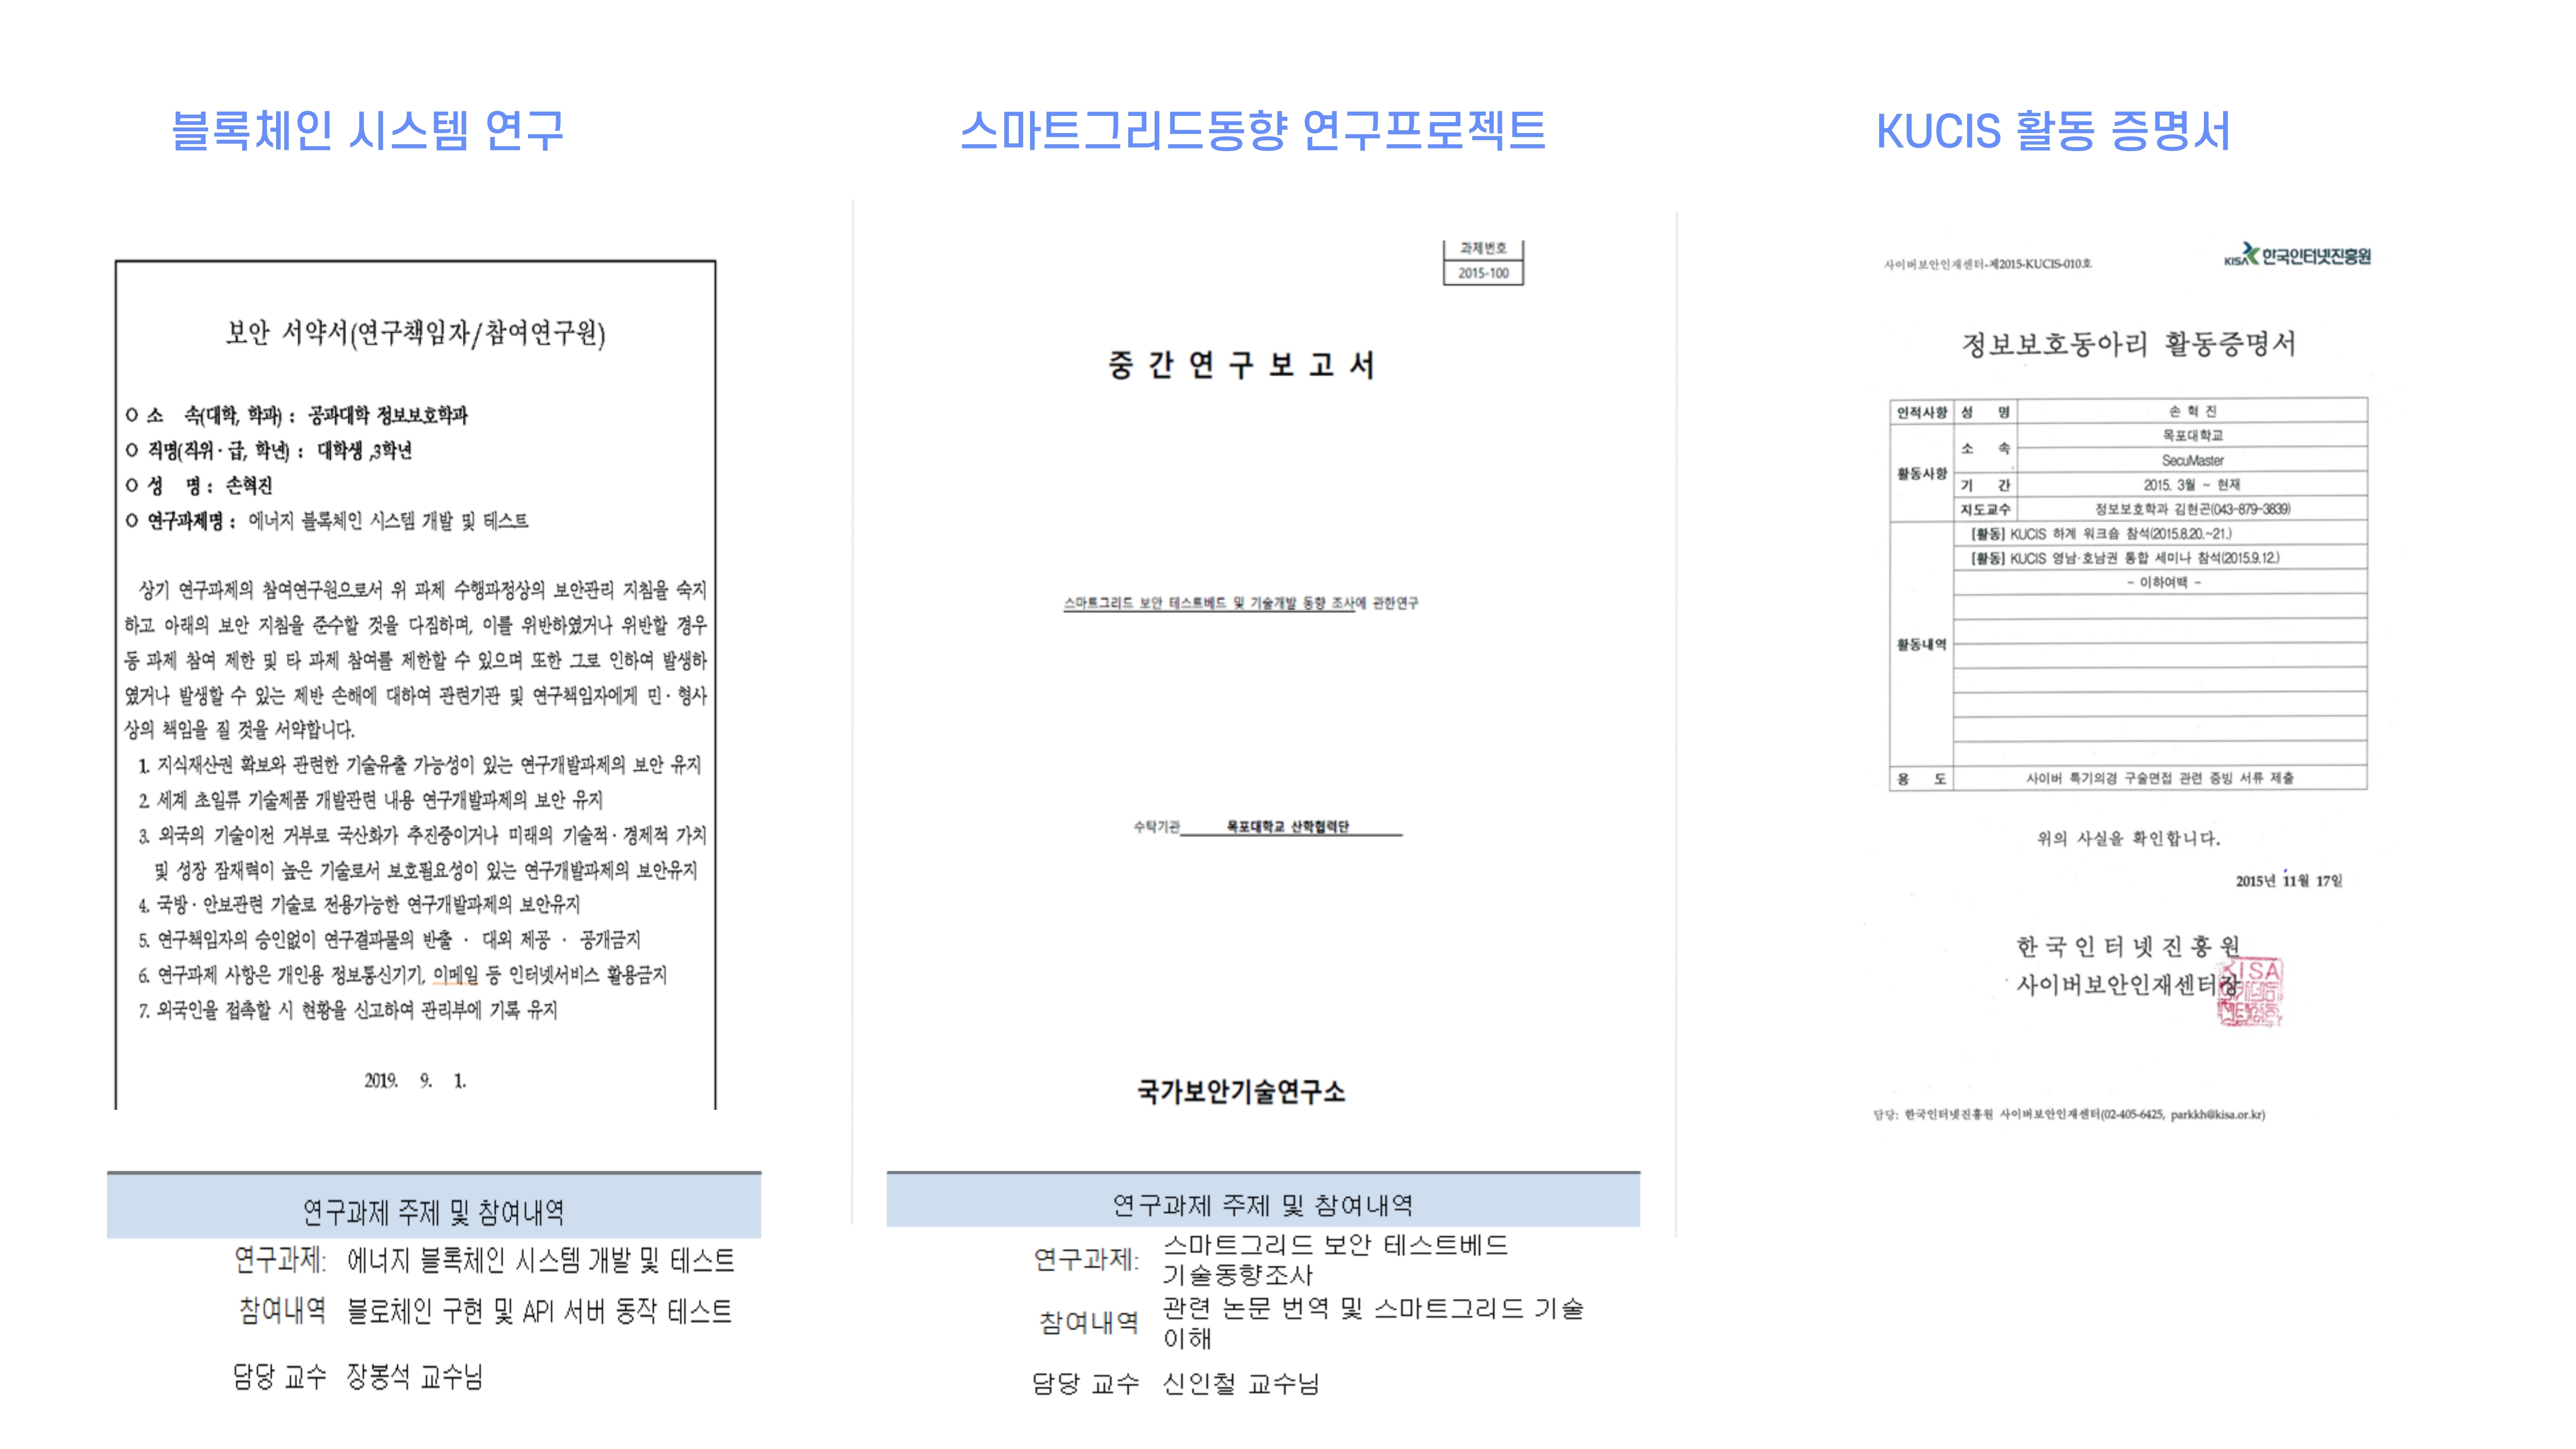 블록체인 시스템 연구
보안 서약서(연구책임자/참여연구원)
○ 소 속(대학, 학과) : 공과대학 정보보호학과
○ 직명(직위·급, 학년) : 대학생 ,3학년
○ 성 명 : 손혁진
○ 연구과제명 : 에너지 블록체인 시스템 개발 및 테스트
상기 연구과제의 참여연구원으로서 위 과제 수행과정상의 보안관리 지침을 숙지
하고 아래의 보안 지침을 준수할 것을 다짐하며, 이를 위반하였거나 위반할 경우
동 과제 참여 제한 및 타 과제 참여를 제한할 수 있으며 또한 그로 인하여 발생하
였거나 발생할 수 있는 제반 손해에 대하여 관련기관 및 연구책임자에게 민·형사
상의 책임을 질 것을 서약합니다.
1. 지식재산권 확보와 관련한 기술유출 가능성이 있는 연구개발과제의 보안 유지
2. 세계 초일류 기술제품 개발관련 내용 연구개발과제의 보안 유지
3. 외국의 기술이전 거부로 국산화가 추진중이거나 미래의 기술적·경제적 가치
및 성장 잠재력이 높은 기술로서 보호필요성이 있는 연구개발과제의 보안유지
4. 국방·안보관련 기술로 전용가능한 연구개발과제의 보안유지
5. 연구책임자의 승인없이 연구결과물의 반출 · 대외 제공 · 공개금지
6. 연구과제 사항은 개인용 정보통신기기, 이메일 등 인터넷서비스 활용금지
7. 외국인을 접촉할 시 현황을 신고하여 관리부에 기록 유지
2019. 9. 1.
연구과제 주제 및 참여내역
연구과제: 에너지 블록체인 시스템 개발 및 테스트
참여내역 블로체인 구현 및 API 서버 동작 테스트
담당 교수 장봉석 교수님
스마트그리드동향 연구프로젝트
과제번호
2015-100
중 간 연 구 보 고 서
스마트그리드 보안 테스트베드 및 기술개발 동향 조사에 관한연구
수탁기관 목포대학교 산학협력단
국가보안기술연구소
연구과제 주제 및 참여내역
연구과제: 스마트그리드 보안 테스트베드
기술동향조사
참여내역 관련 논문 번역 및 스마트그리드 기술
이해
담당 교수 신인철 교수님
KUCIS 활동 증명서
사이버보안인재센터-제2015-KUCIS-010호
KISA 한국인터넷진흥원
정보보호동아리 활동증명서
인적사항 성 명 손 혁 진
활동사항 소 속 목포대학교
SecuMaster
기 간 2015. 3월 ~ 현재
지도교수 정보보호학과 김현곤(043-879-3839)
활동내역 [활동] KUCIS 하계 워크숍 참석(2015.8.20.~21.)
[활동] KUCIS 영남·호남권 통합 세미나 참석(2015.9.12.)
- 이하여백 -
용 도 사이버 특기의경 구술면접 관련 증빙 서류 제출
위의 사실을 확인합니다.
2015년 11월 17일
한국인터넷진흥원
사이버보안인재센터장
담당: 한국인터넷진흥원 사이버보안인재센터(02-405-6425, parkkh@kisa.or.kr)